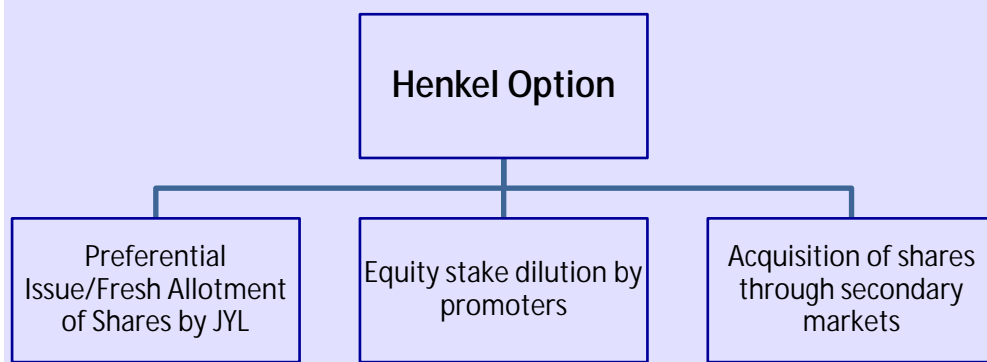 Henkel Option
Preferential
Issue/Fresh Allotment
of Shares by JYL
Equity stake dilution by
promoters
Acquisition of shares
through secondary
markets